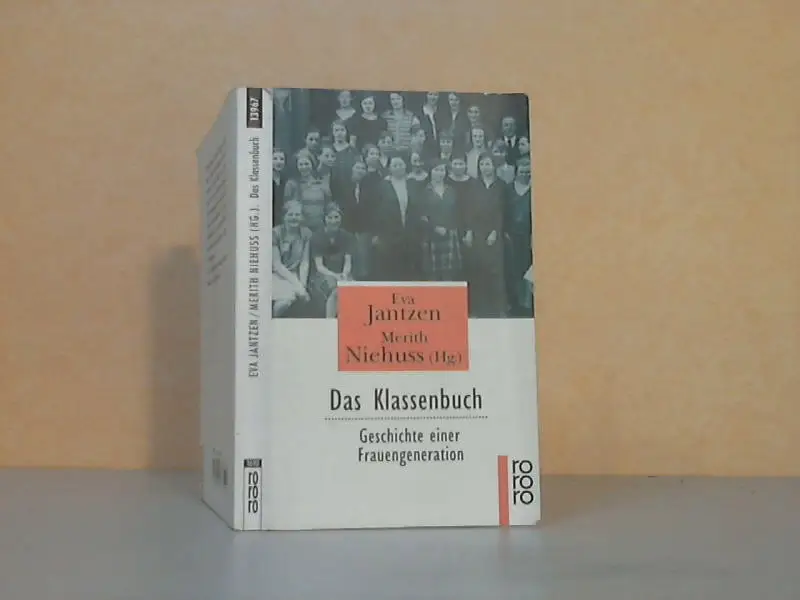 Eva
Jantzen
Merith
Niehuss (Hg.)
Das Klassenbuch
Geschichte einer
Frauengeneration
ro
ro
ro
EVA JANTZEN/MERITH NIEHUSS (HG.). Das Klassenbuch 13967
ro
ro
ro